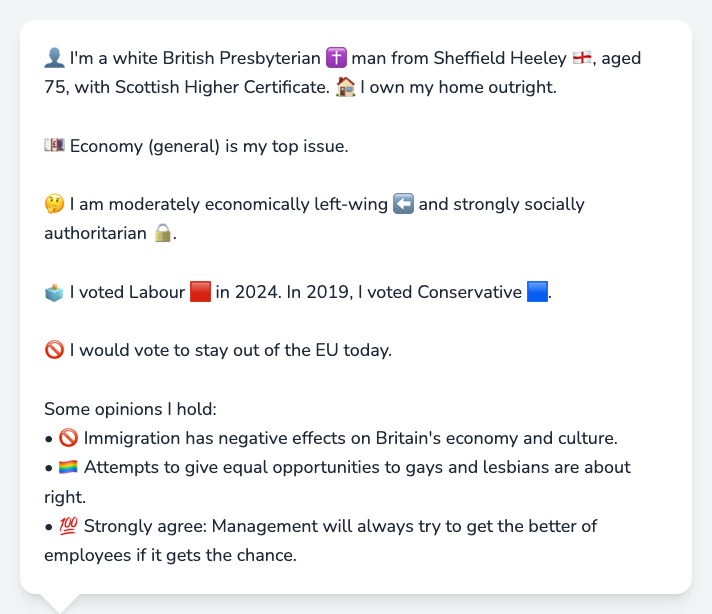 👤 I'm a white British Presbyterian ✝️ man from Sheffield Heeley 🏴󠁧󠁢󠁥󠁮󠁧󠁿, aged
75, with Scottish Higher Certificate. 🏠 I own my home outright.
💷 Economy (general) is my top issue.
🤔 I am moderately economically left-wing ⬅️ and strongly socially
authoritarian 🔒.
🗳️ I voted Labour 🟥 in 2024. In 2019, I voted Conservative 🟦.
🚫 I would vote to stay out of the EU today.
Some opinions I hold:
• 🚫 Immigration has negative effects on Britain's economy and culture.
• 🏳️‍🌈 Attempts to give equal opportunities to gays and lesbians are about
right.
• 💯 Strongly agree: Management will always try to get the better of
employees if it gets the chance.